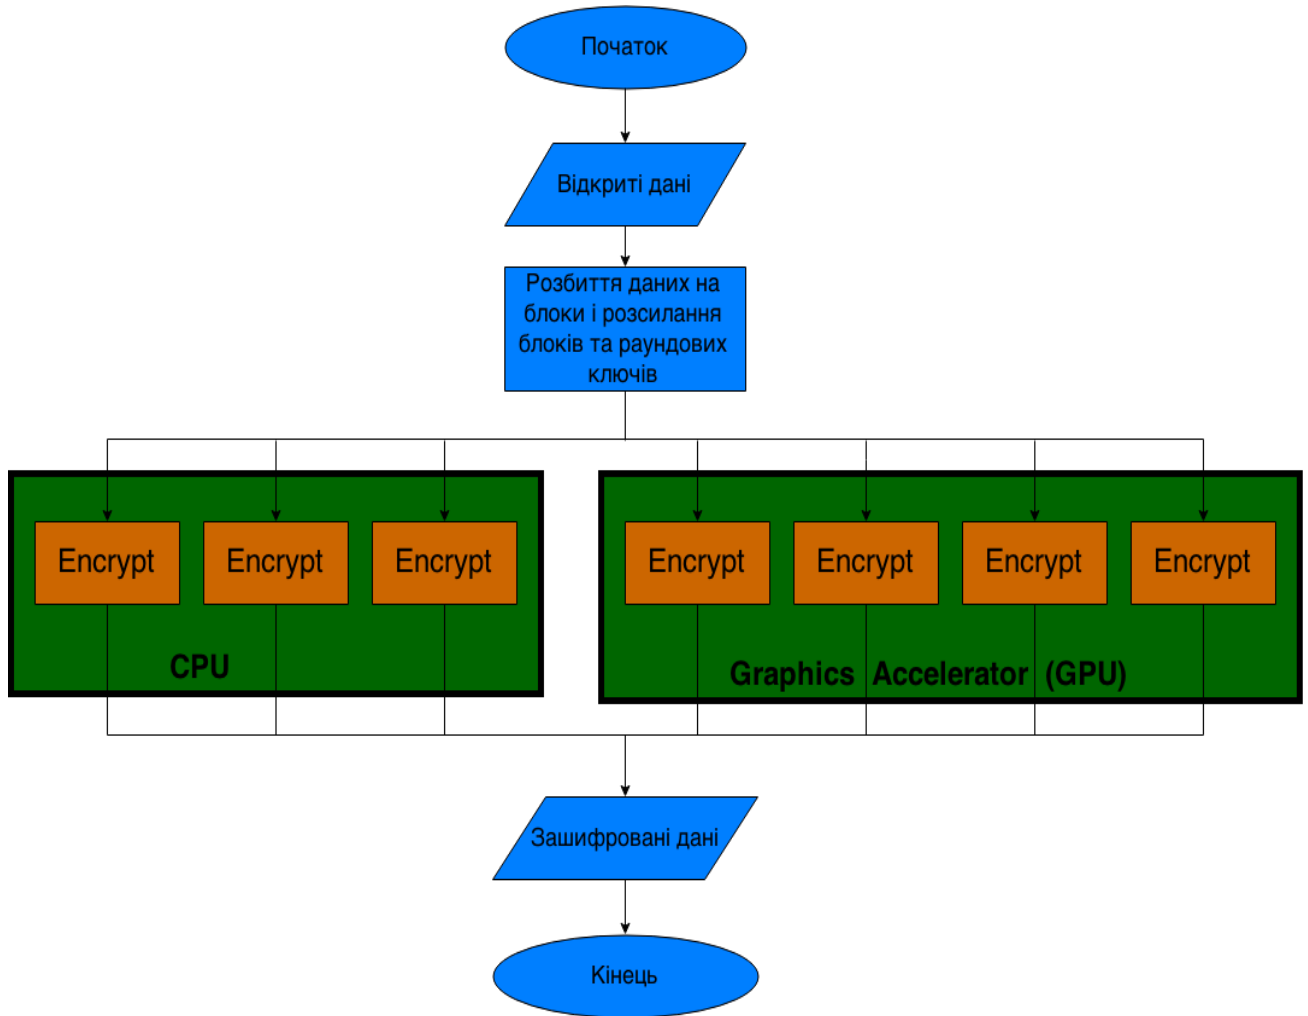 Початок
Відкриті дані
Розбиття даних на
блоки і розсилання
блоків та раундових
ключів
Encrypt
Encrypt
Encrypt
Encrypt
Encrypt
Encrypt
Encrypt
CPU
Graphics Accelerator (GPU)
Зашифровані дані
Кінець